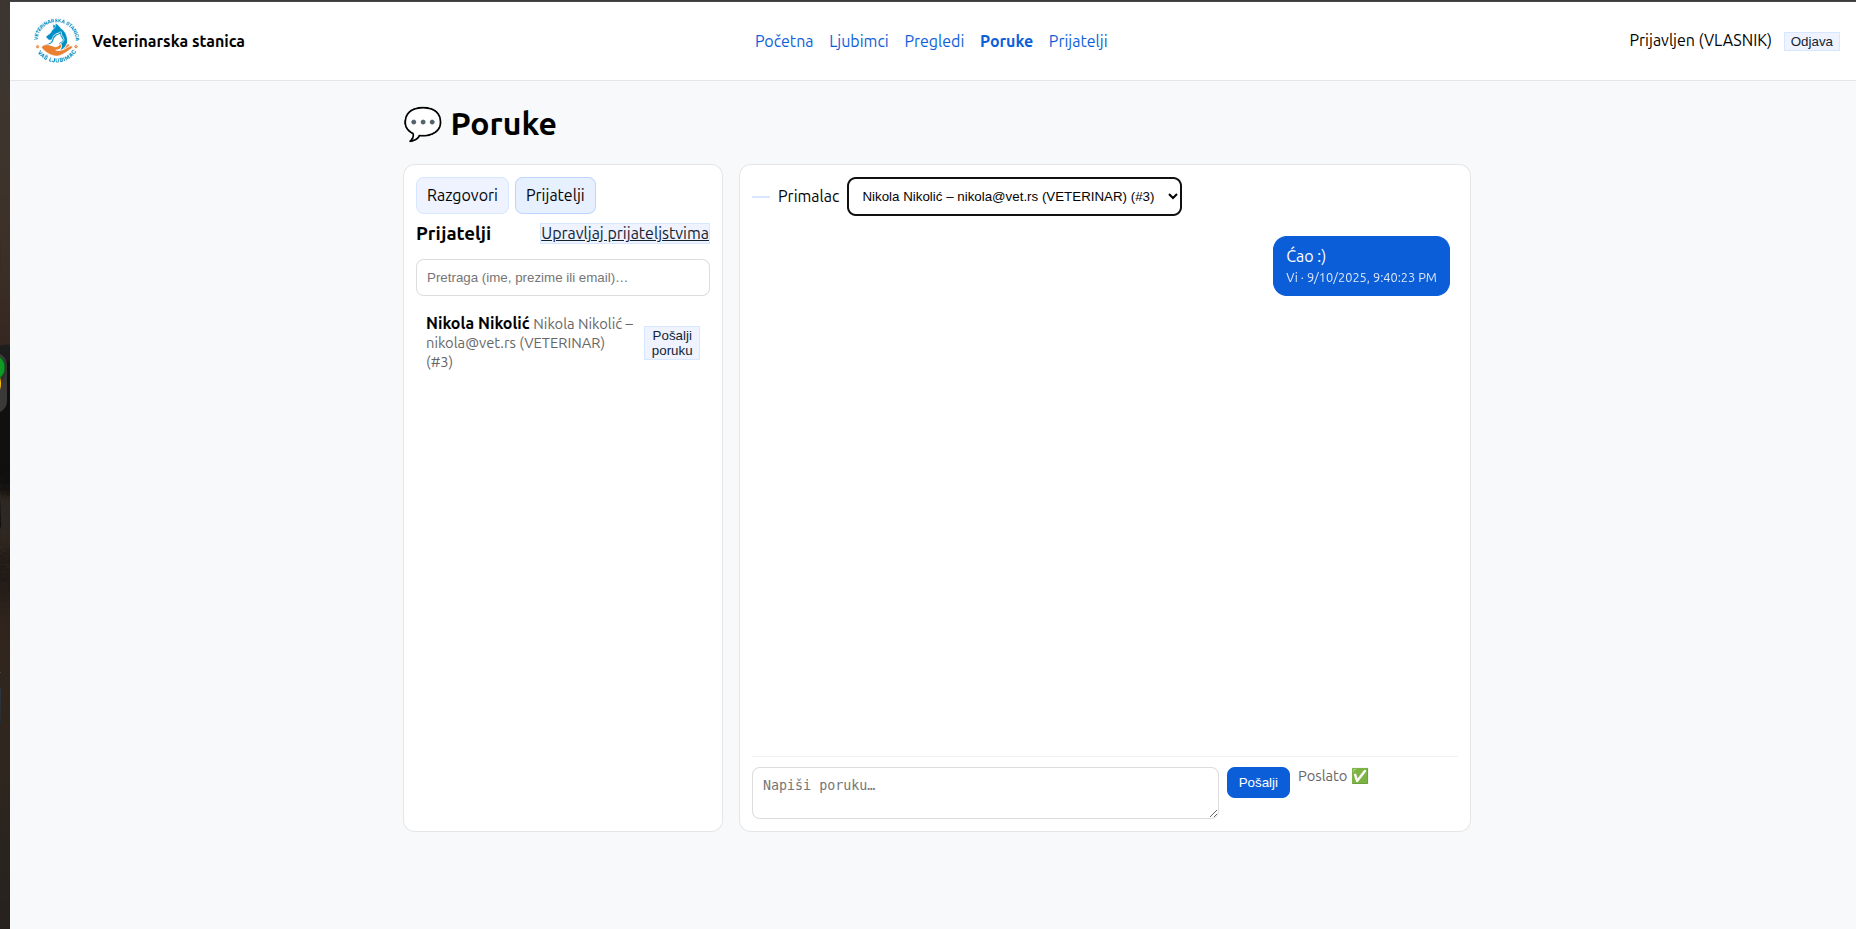 VETERINARSKA STANICA
VAŠ LJUBIMAC
Veterinarska stanica
Početna Ljubimci Pregledi Poruke Prijatelji
Prijavljen (VLASNIK) Odjava
Poruke
Razgovori Prijatelji
Prijatelji Upravljaj prijateljstvima
Pretraga (ime, prezime ili email)…
Nikola Nikolić Nikola Nikolić –
nikola@vet.rs (VETERINAR)
(#3)
Pošalji
poruku
— Primalac Nikola Nikolić – nikola@vet.rs (VETERINAR) (#3)
Ćao :)
Vi · 9/10/2025, 9:40:23 PM
Napiši poruku…
Pošalji
Poslato ✅